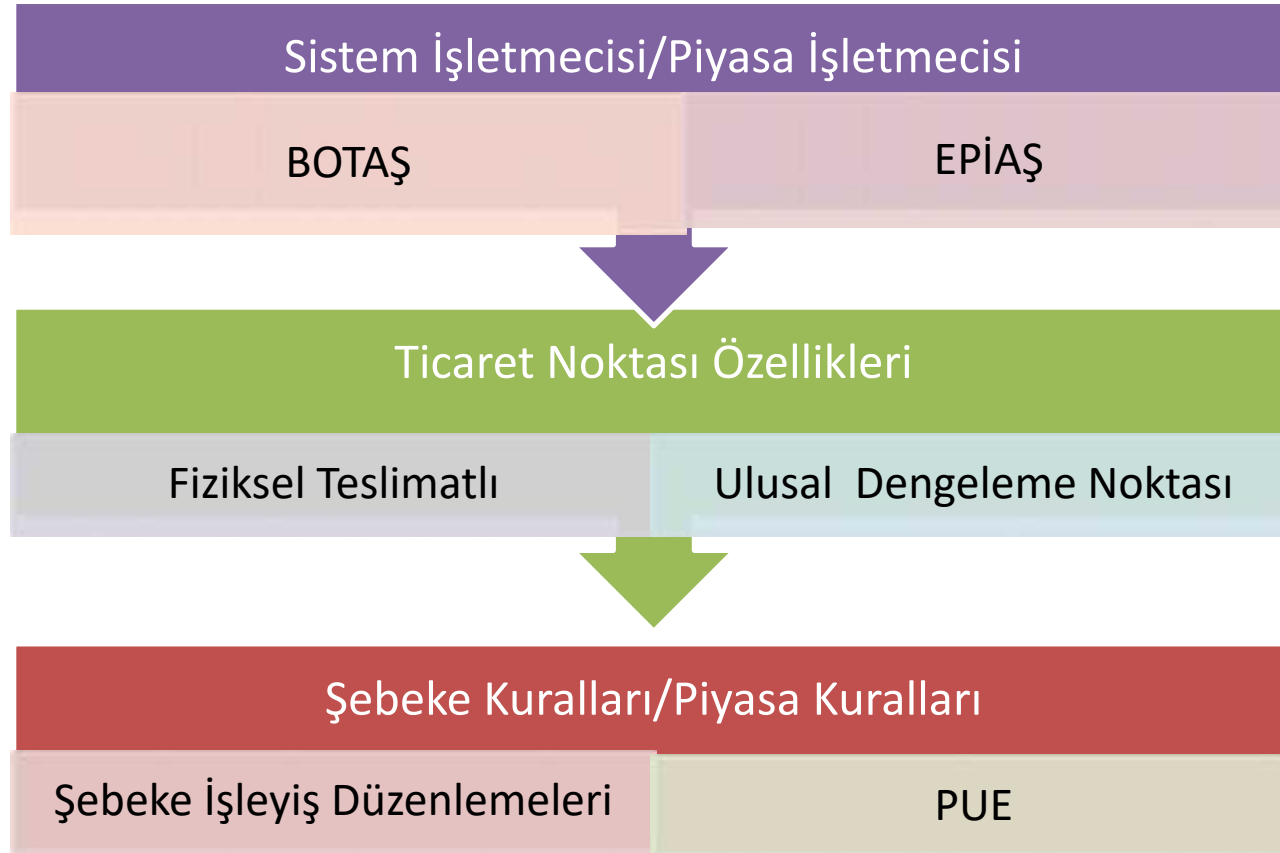 Sistem İşletmecisi/Piyasa İşletmecisi
BOTAŞ
EPİAŞ
Ticaret Noktası Özellikleri
Fiziksel Teslimatlı
Ulusal Dengeleme Noktası
Şebeke Kuralları/Piyasa Kuralları
Şebeke İşleyiş Düzenlemeleri
PUE